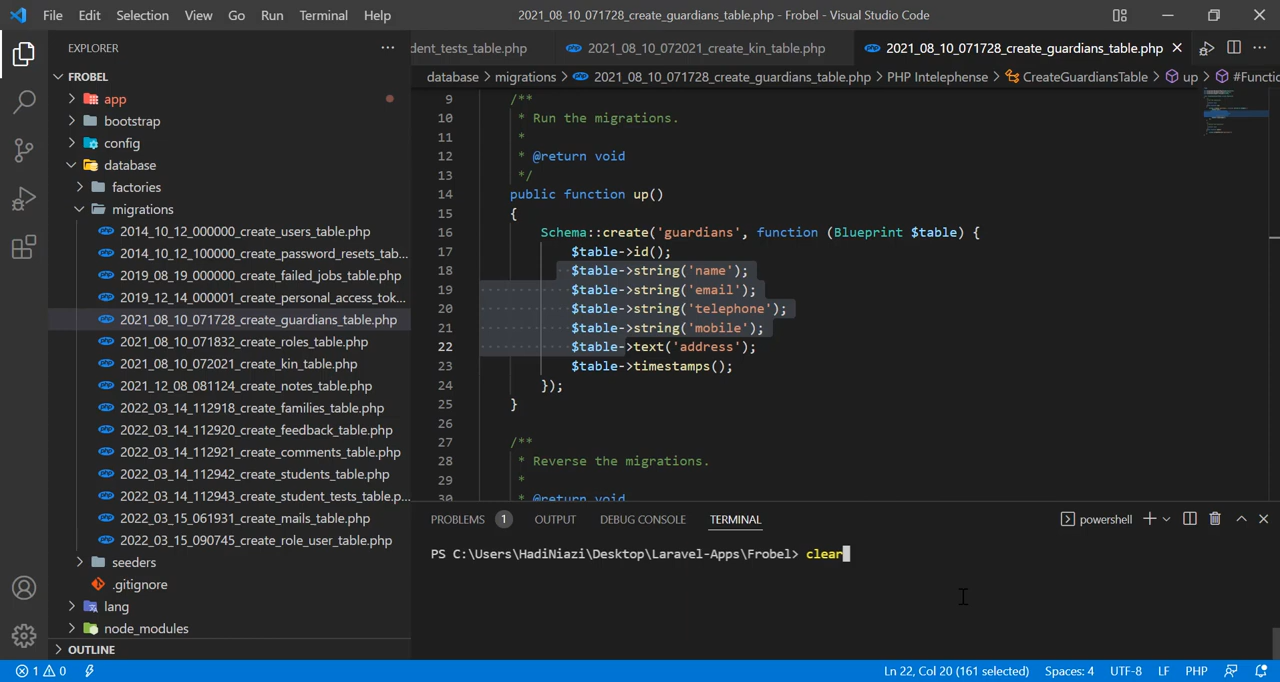 File Edit Selection View Go Run Terminal Help 2021_08_10_071728_create_guardians_table.php - Frobel - Visual Studio Code
EXPLORER
dent_tests_table.php 2021_08_10_072021_create_kin_table.php 2021_08_10_071728_create_guardians_table.php
database > migrations > 2021_08_10_071728_create_guardians_table.php > PHP Intelephense > CreateGuardiansTable > up > #Functio
FROBEL
app
bootstrap
config
database
factories
migrations
2014_10_12_000000_create_users_table.php
2014_10_12_100000_create_password_resets_tab...
2019_08_19_000000_create_failed_jobs_table.php
2019_12_14_000001_create_personal_access_tok...
2021_08_10_071728_create_guardians_table.php
2021_08_10_071832_create_roles_table.php
2021_08_10_072021_create_kin_table.php
2021_12_08_081124_create_notes_table.php
2022_03_14_112918_create_families_table.php
2022_03_14_112920_create_feedback_table.php
2022_03_14_112921_create_comments_table.php
2022_03_14_112942_create_students_table.php
2022_03_14_112943_create_student_tests_table.p...
2022_03_15_061931_create_mails_table.php
2022_03_15_090745_create_role_user_table.php
seeders
.gitignore
lang
node_modules
OUTLINE
9 /**
10 * Run the migrations.
11 *
12 * @return void
13 */
14 public function up()
15 {
16 Schema::create('guardians', function (Blueprint $table) {
17 $table->id();
18 $table->string('name');
19 $table->string('email');
20 $table->string('telephone');
21 $table->string('mobile');
22 $table->text('address');
23 $table->timestamps();
24 });
25 }
26
27 /**
28 * Reverse the migrations.
29 *
30 * @return void
PROBLEMS 1 OUTPUT DEBUG CONSOLE TERMINAL powershell
PS C:\Users\HadiNiazi\Desktop\Laravel-Apps\Frobel> clear
1 0 Ln 22, Col 20 (161 selected) Spaces: 4 UTF-8 LF PHP